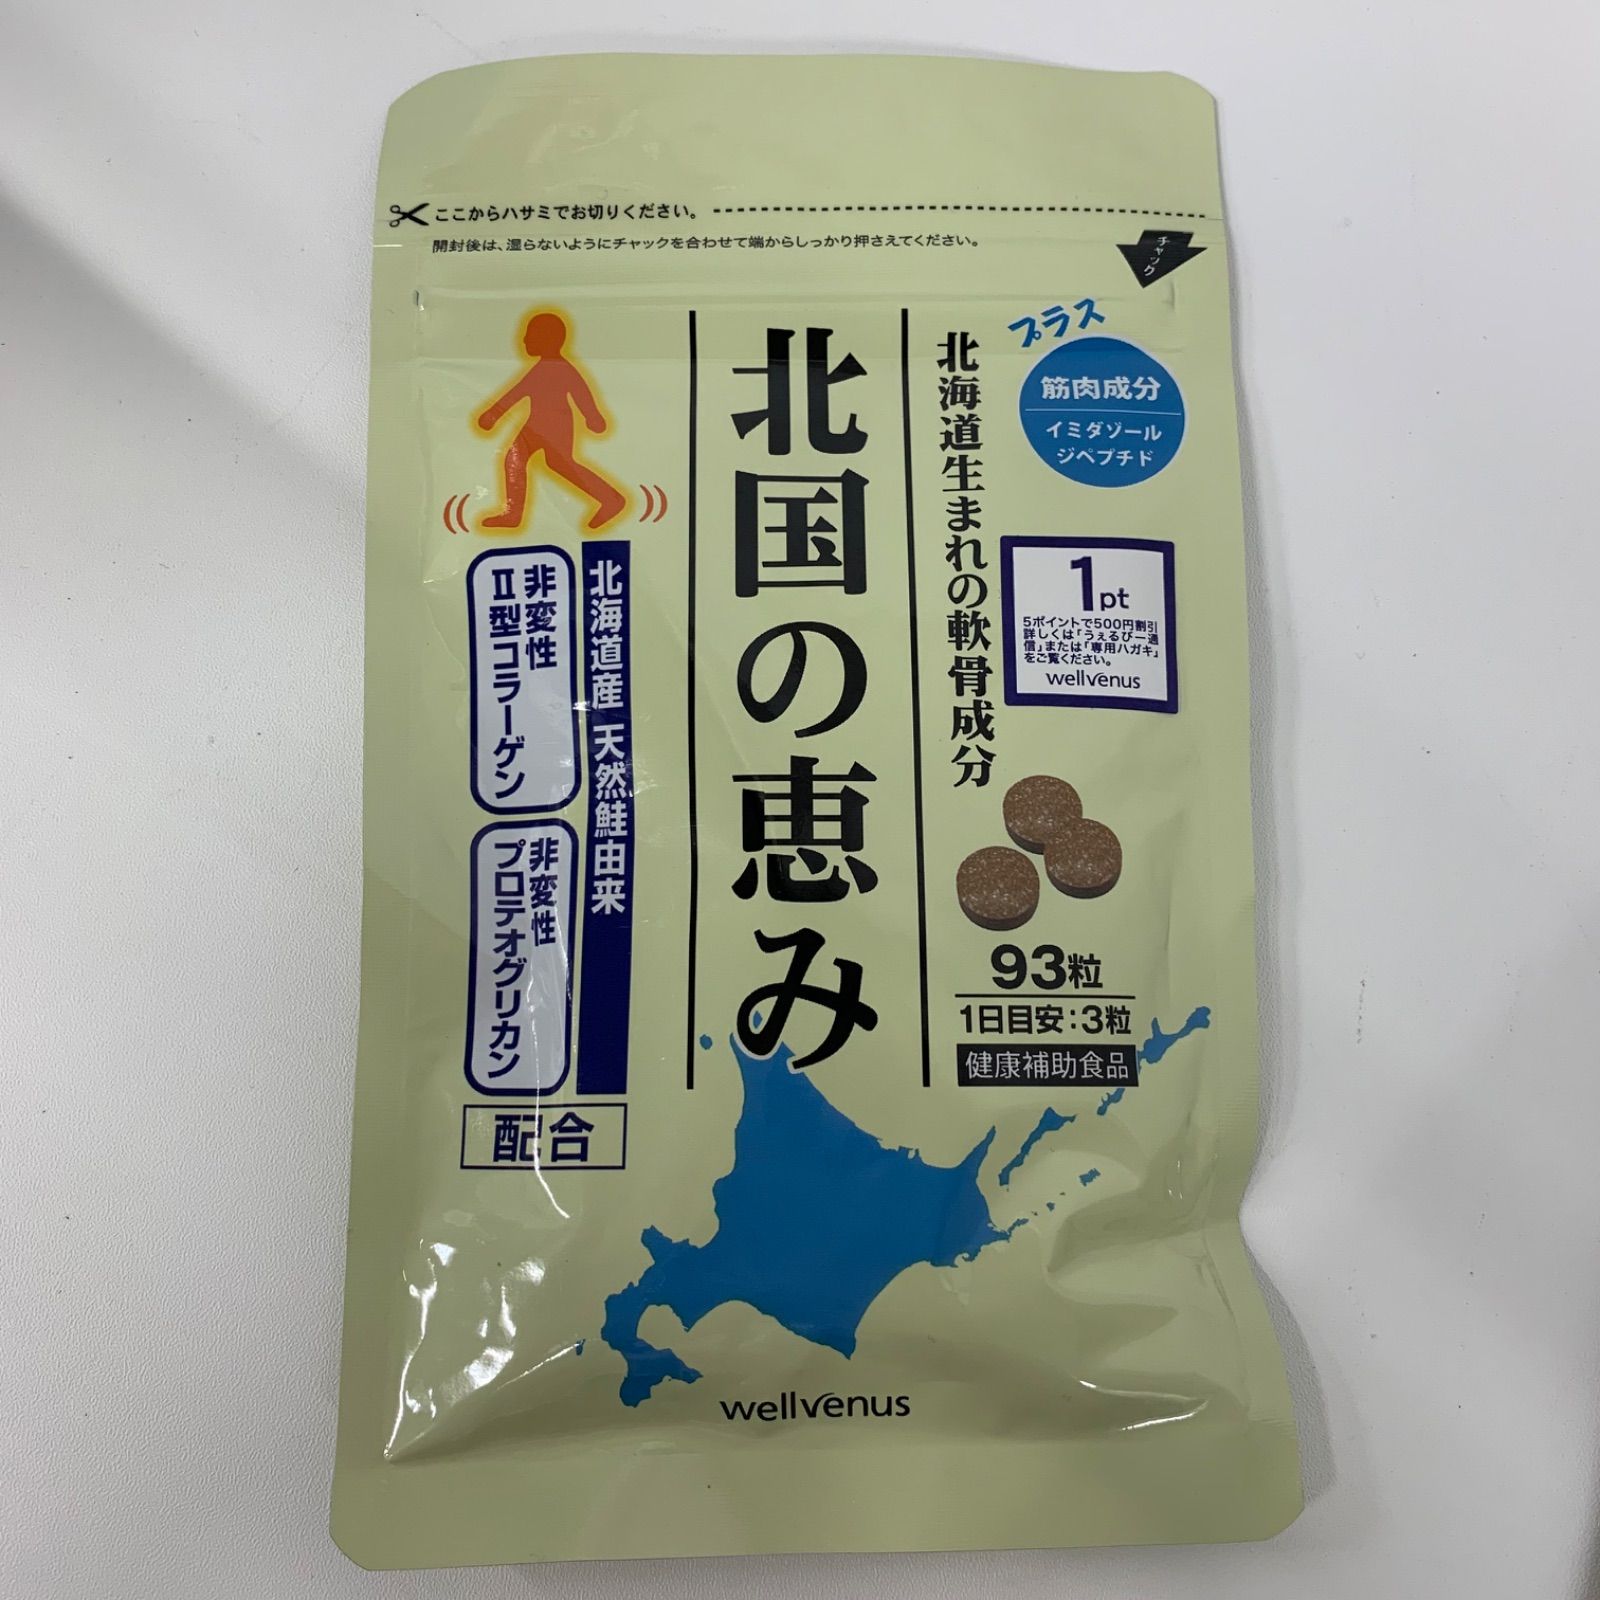 ここからハサミでお切りください。
開封後は、湿らないようにチャックを合わせて端からしっかり押さえてください。
チャック
プラス
筋肉成分
イミダゾール
ジペプチド
北海道生まれの軟骨成分
北国の恵み
1pt
5ポイントで500円割引
詳しくは「うぇるびー通
信」または「専用ハガキ」
をご覧ください。
wellvenus
北海道産 天然鮭由来
非変性
Ⅱ型コラーゲン
非変性
プロテオグリカン
配合
93粒
1日目安:3粒
健康補助食品
wellvenus